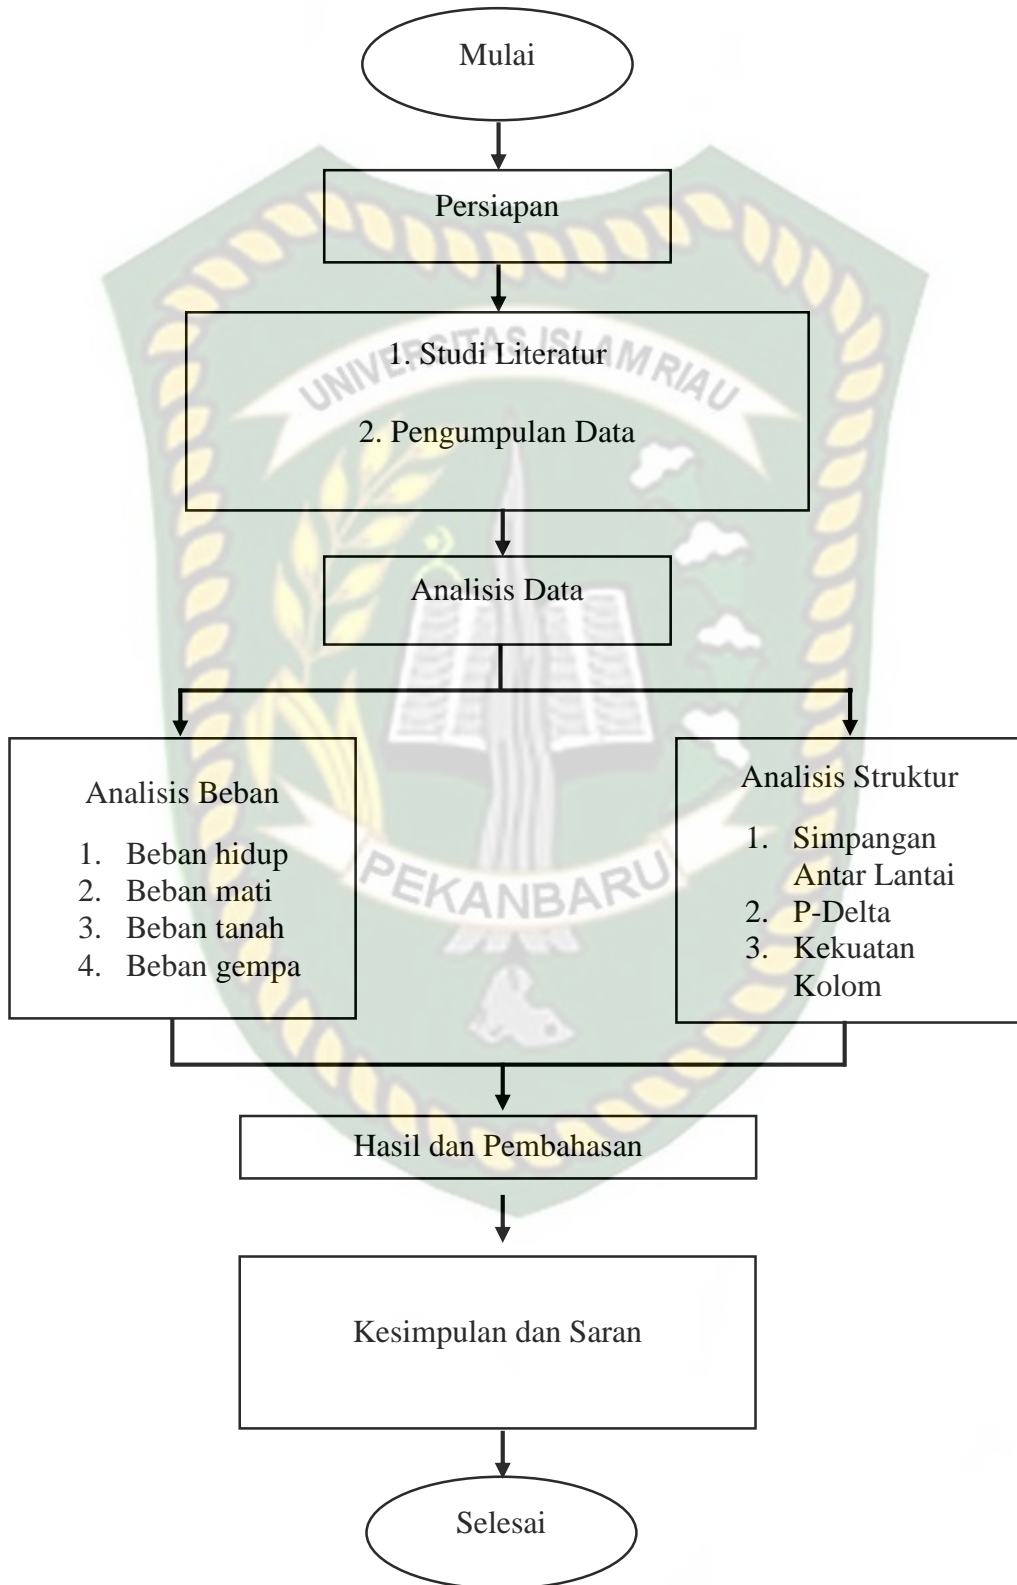 Mulai
Persiapan
UNIVERSITAS ISLAM RIAU
1. Studi Literatur
2. Pengumpulan Data
Analisis Data
Analisis Beban
1. Beban hidup
2. Beban mati
3. Beban tanah
4. Beban gempa
Analisis Struktur
1. Simpangan
Antar Lantai
2. P-Delta
3. Kekuatan
Kolom
PEKANBARU
Hasil dan Pembahasan
Kesimpulan dan Saran
Selesai